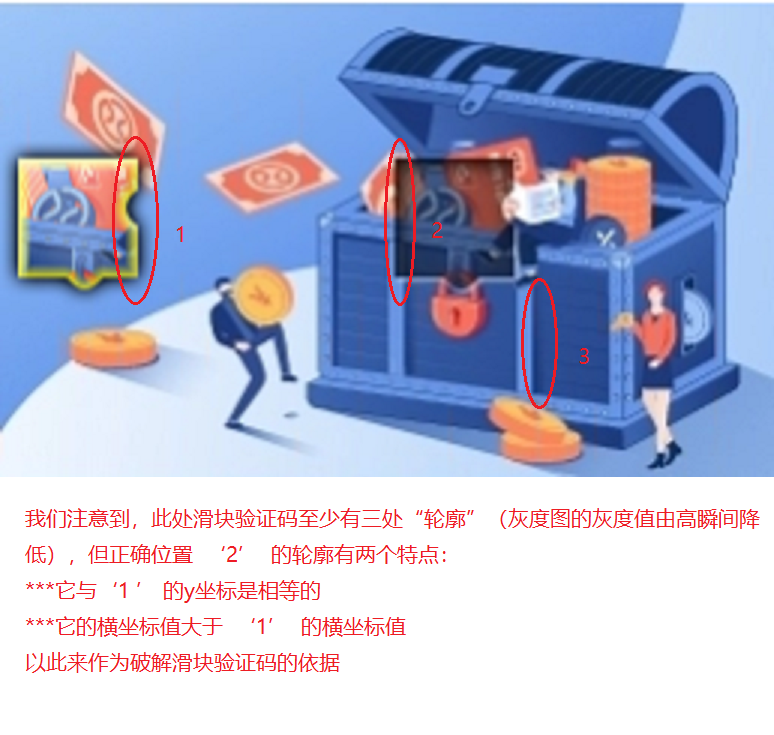 1
2
3
我们注意到，此处滑块验证码至少有三处“轮廓”（灰度图的灰度值由高瞬间降
低），但正确位置 ‘2’ 的轮廓有两个特点：
***它与‘1 ’ 的y坐标是相等的
***它的横坐标值大于 ‘1’ 的横坐标值
以此来作为破解滑块验证码的依据